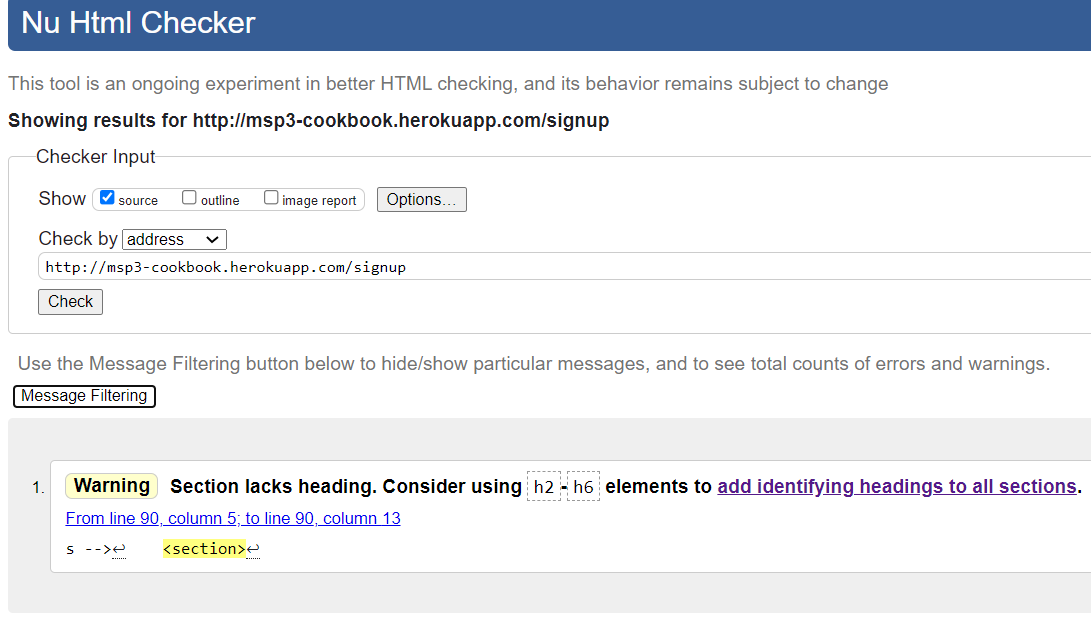 Nu Html Checker
This tool is an ongoing experiment in better HTML checking, and its behavior remains subject to change
Showing results for http://msp3-cookbook.herokuapp.com/signup
Checker Input
Show source outline image report Options...
Check by address
http://msp3-cookbook.herokuapp.com/signup
Check
Use the Message Filtering button below to hide/show particular messages, and to see total counts of errors and warnings.
Message Filtering
1. Warning Section lacks heading. Consider using h2-h6 elements to add identifying headings to all sections.
From line 90, column 5; to line 90, column 13
s -->↩ <section>↩